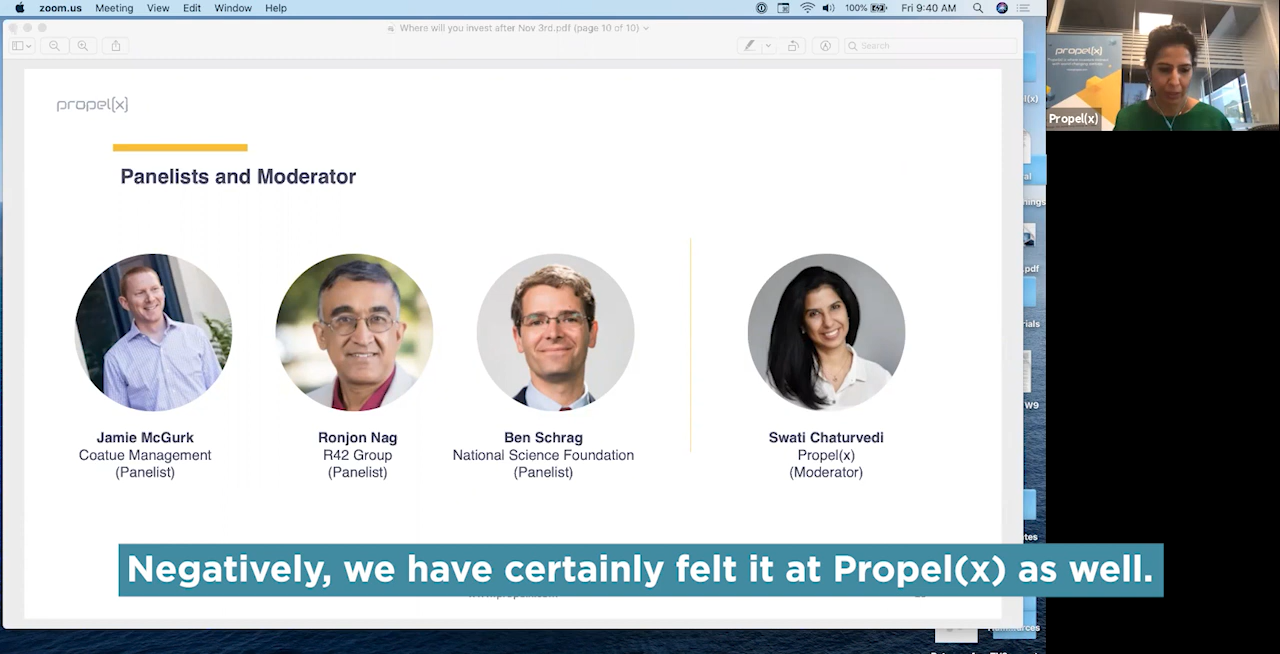 zoom.us Meeting View Edit Window Help 100% Fri 9:40 AM
Where will you invest after Nov 3rd.pdf (page 10 of 10)
Search
propel(x)
Panelists and Moderator
Jamie McGurk
Coatue Management
(Panelist)
Ronjon Nag
R42 Group
(Panelist)
Ben Schrag
National Science Foundation
(Panelist)
Swati Chaturvedi
Propel(x)
(Moderator)
Negatively, we have certainly felt it at Propel(x) as well.
propel(x)
Propel(x)
.pdf
W9